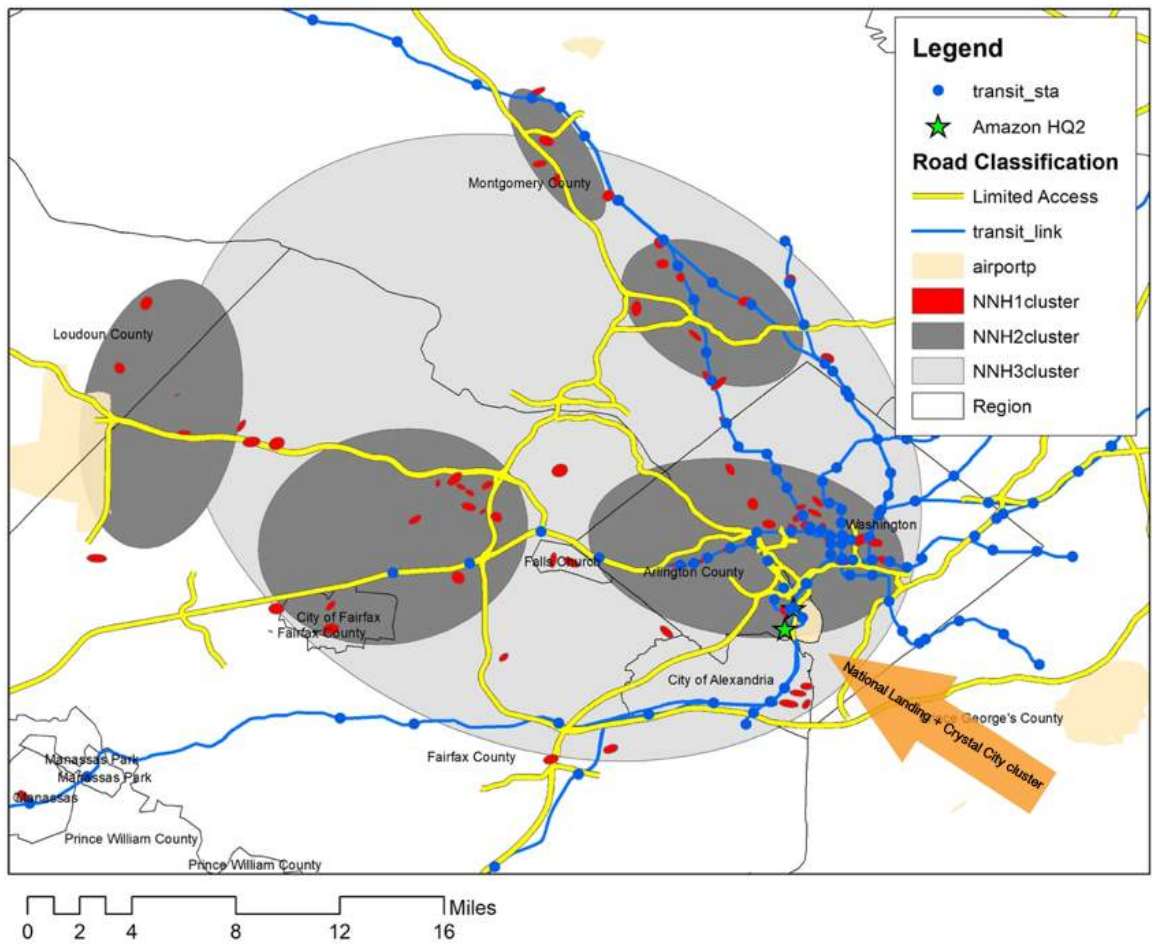 Legend
transit_sta
Amazon HQ2
Road Classification
Limited Access
transit_link
airportp
NNH1cluster
NNH2cluster
NNH3cluster
Region
Montgomery County
Loudoun County
Washington
Falls Church
Arlington County
City of Fairfax
Fairfax County
City of Alexandria
National Landing + Crystal City cluster
George's County
Fairfax County
Manassas Park
Manassas Park
Manassas
Prince William County
Prince William County
0 2 4 8 12 16 Miles